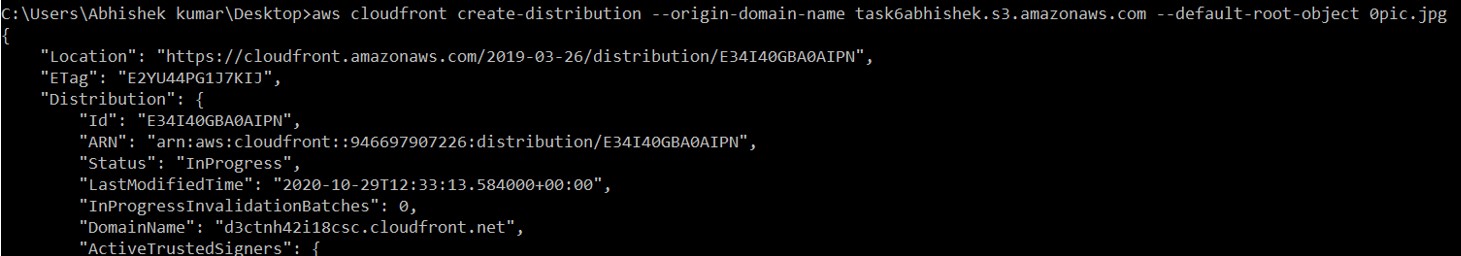 C:\Users\Abhishek kumar\Desktop>aws cloudfront create-distribution --origin-domain-name task6abhishek.s3.amazonaws.com --default-root-object 0pic.jpg
{
    "Location": "https://cloudfront.amazonaws.com/2019-03-26/distribution/E34I40GBA0AIPN",
    "ETag": "E2YU44PG1J7KIJ",
    "Distribution": {
        "Id": "E34I40GBA0AIPN",
        "ARN": "arn:aws:cloudfront::946697907226:distribution/E34I40GBA0AIPN",
        "Status": "InProgress",
        "LastModifiedTime": "2020-10-29T12:33:13.584000+00:00",
        "InProgressInvalidationBatches": 0,
        "DomainName": "d3ctnh42i18csc.cloudfront.net",
        "ActiveTrustedSigners": {